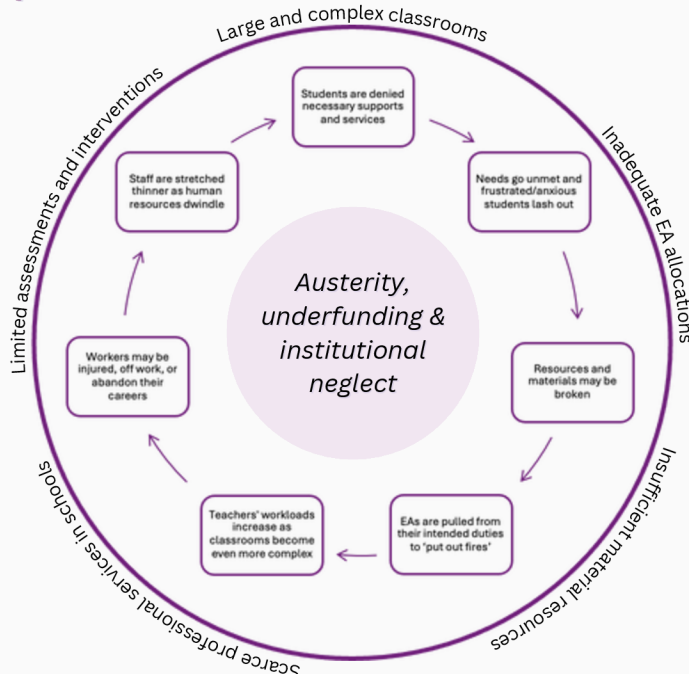 Large and complex classrooms
Inadequate EA allocations
Insufficient material resources
Scarce professional services in schools
Limited assessments and interventions
Students are denied
necessary supports
and services
Needs go unmet and
frustrated/anxious
students lash out
Resources and
materials may be
broken
EAs are pulled from
their intended duties
to ‘put out fires’
Teachers’ workloads
increase as
classrooms become
even more complex
Workers may be
injured, off work, or
abandon their
careers
Staff are stretched
thinner as human
resources dwindle
Austerity,
underfunding &
institutional
neglect